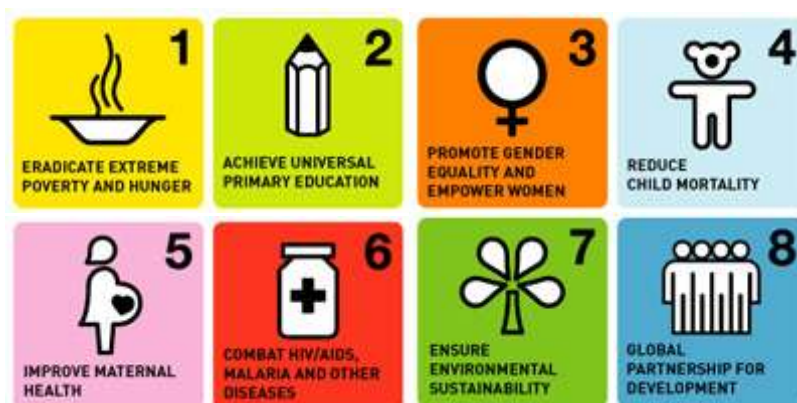 1
ERADICATE EXTREME
POVERTY AND HUNGER
2
ACHIEVE UNIVERSAL
PRIMARY EDUCATION
3
PROMOTE GENDER
EQUALITY AND
EMPOWER WOMEN
4
REDUCE
CHILD MORTALITY
5
IMPROVE MATERNAL
HEALTH
6
COMBAT HIV/AIDS,
MALARIA AND OTHER
DISEASES
7
ENSURE
ENVIRONMENTAL
SUSTAINABILITY
8
GLOBAL
PARTNERSHIP FOR
DEVELOPMENT